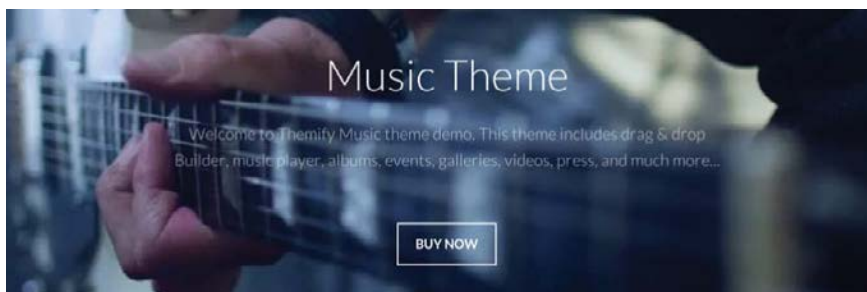 Music Theme
Welcome to Themify Music theme demo. This theme includes drag & drop
Builder, music player, albums, events, galleries, videos, press, and much more...
BUY NOW